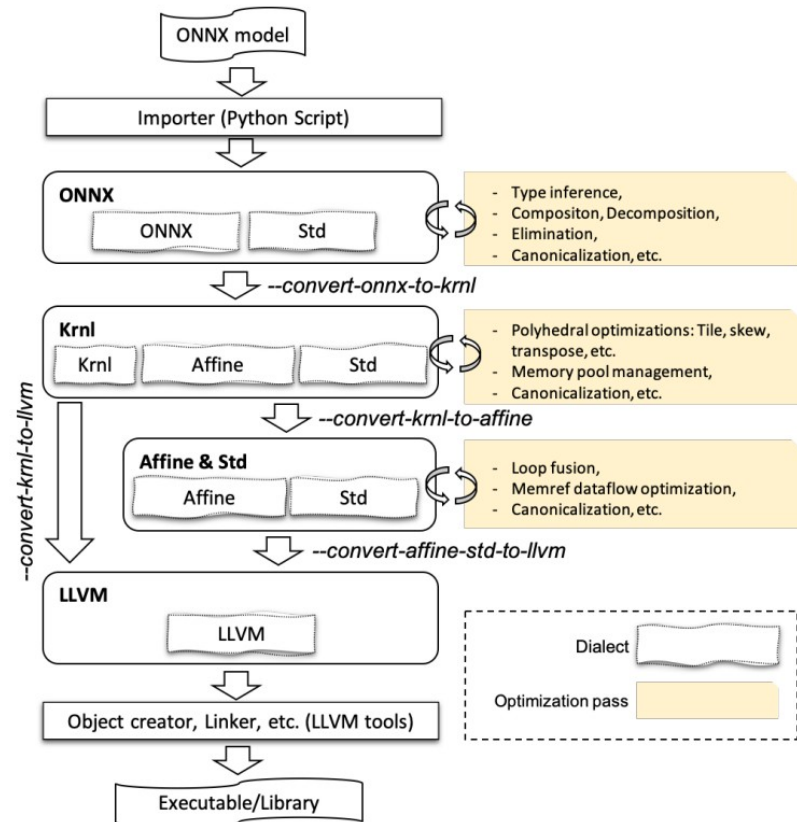 ONNX model
Importer (Python Script)
ONNX
ONNX
Std
- Type inference,
- Compositon, Decomposition,
- Elimination,
- Canonicalization, etc.
--convert-onnx-to-krnl
Krnl
Krnl
Affine
Std
- Polyhedral optimizations: Tile, skew,
transpose, etc.
- Memory pool management,
- Canonicalization, etc.
--convert-krnl-to-llvm
--convert-krnl-to-affine
Affine & Std
Affine
Std
- Loop fusion,
- Memref dataflow optimization,
- Canonicalization, etc.
--convert-affine-std-to-llvm
LLVM
LLVM
Dialect
Optimization pass
Object creator, Linker, etc. (LLVM tools)
Executable/Library